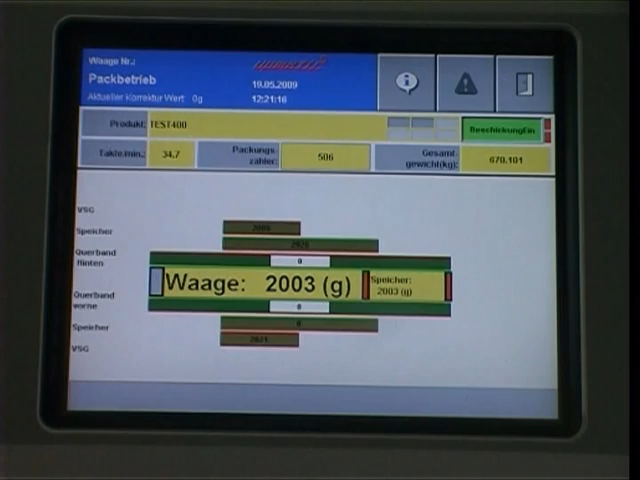 Waage Nr.:
Packbetrieb
19.05.2009
Aktueller Korrektur Wert: 0g
12:21:16
Produkt: TEST400
BeschickungEin
Takte/min.: 34,7
Packungs-
zähler: 506
Gesamt-
gewicht(kg): 670,101
VSG
Speicher
2020
Querband
hinten
0
Waage: 2003 (g)
Speicher:
2003 (g)
Querband
vorne
0
Speicher
0
VSG
2021